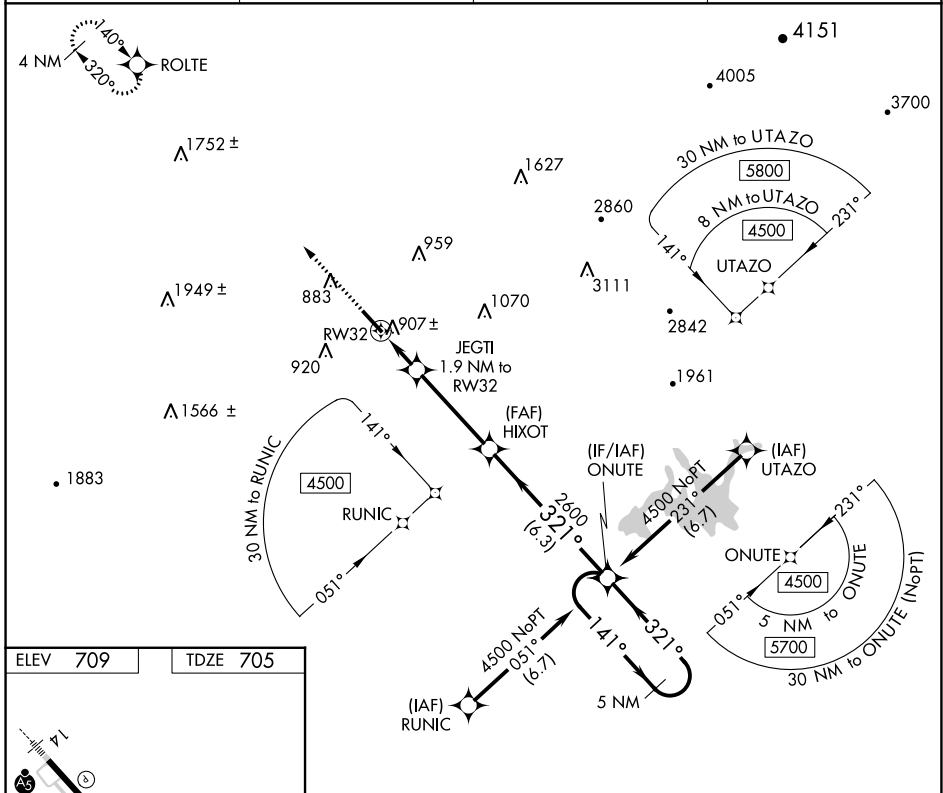 140°
4 NM
320°
ROLTE
4151
4005
3700
1752 ±
1627
30 NM to UTAZO
5800
8 NM to UTAZO
4500
141°
231°
UTAZO
2860
959
3111
1949 ±
883
1070
2842
RW32
907 ±
920
JEGTI
1.9 NM to
RW32
1961
1566 ±
1883
(FAF)
HIXOT
30 NM to RUNIC
4500
141°
RUNIC
051°
(IF/IAF)
ONUTE
(IAF)
UTAZO
4500 NoPT
231°
(6.7)
2600
321°
(6.3)
ONUTE
231°
4500
051°
5 NM to ONUTE
5700
30 NM to ONUTE (NoPT)
4500 NoPT
051°
(6.7)
141°
321°
5 NM
(IAF)
RUNIC
ELEV 709
TDZE 705
14
A5
P